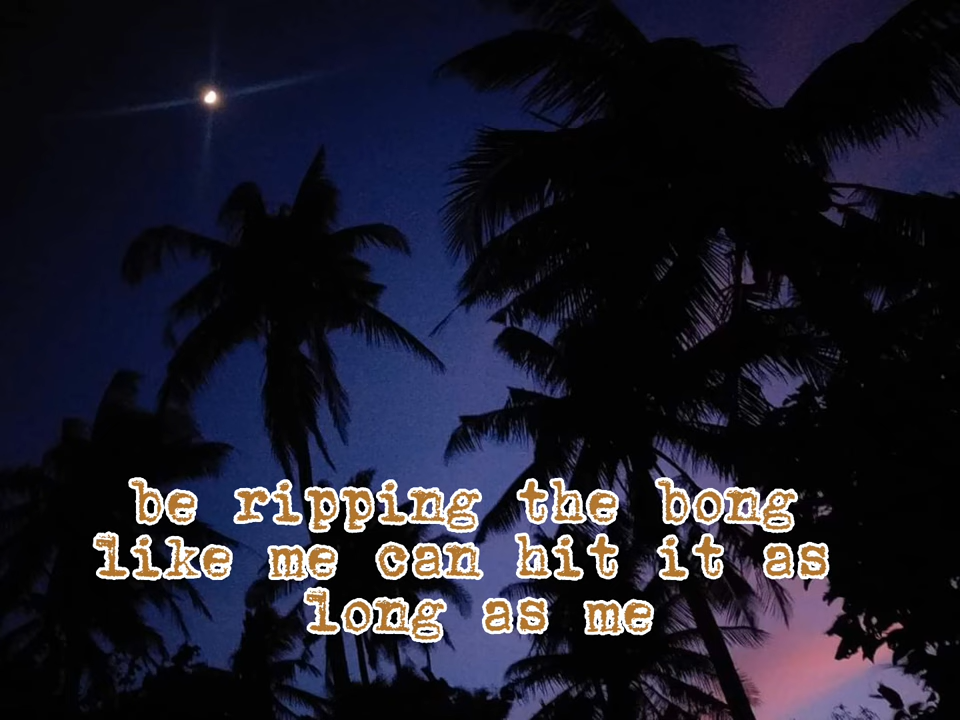 be ripping the bong
like me can hit it as
long as me